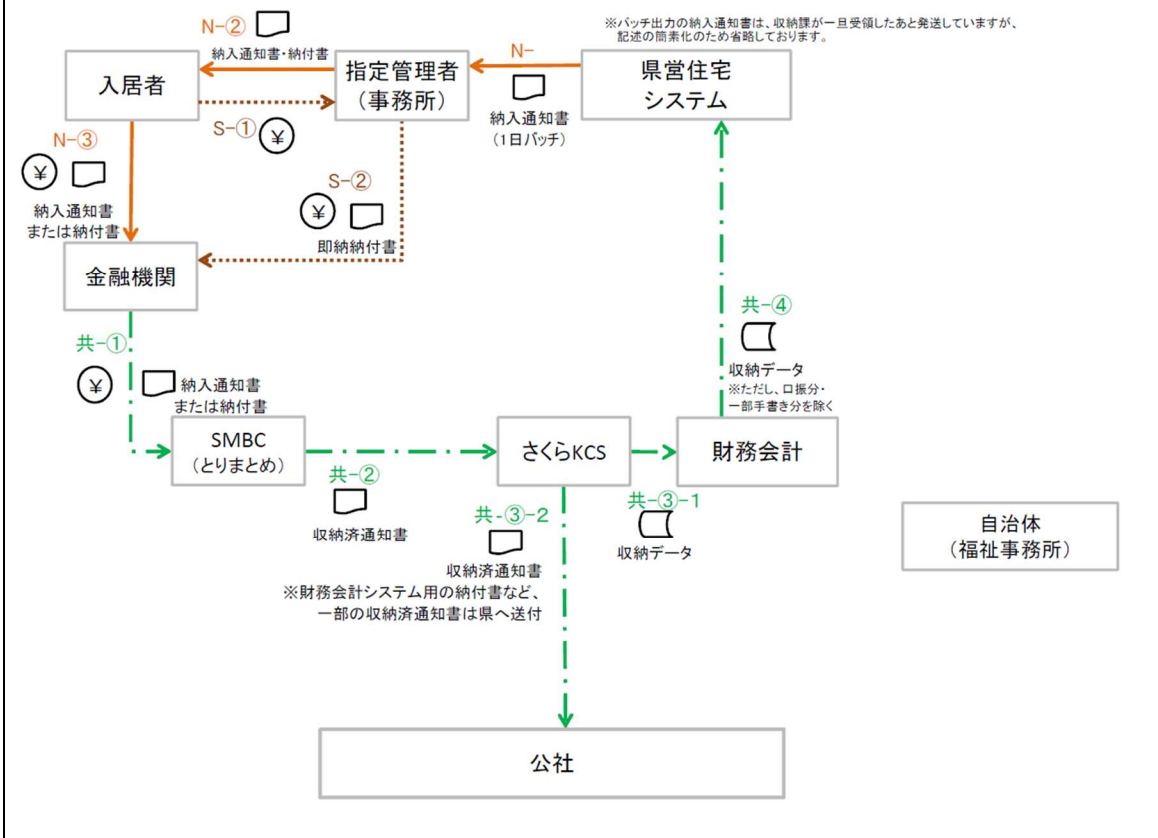 ※バッチ出力の納入通知書は、収納課が一旦受領したあと発送していますが、
記述の簡素化のため省略しております。
N-②
納入通知書・納付書
N-
入居者
指定管理者
（事務所）
県営住宅
システム
納入通知書
（1日バッチ）
S-①
¥
N-③
¥
納入通知書
または納付書
S-②
¥
即納納付書
金融機関
共-①
¥
納入通知書
または納付書
共-④
収納データ
※ただし、口振分・
一部手書き分を除く
SMBC
（とりまとめ）
さくらKCS
財務会計
共-②
収納済通知書
共-③-2
収納済通知書
※財務会計システム用の納付書など、
一部の収納済通知書は県へ送付
共-③-1
収納データ
自治体
（福祉事務所）
公社